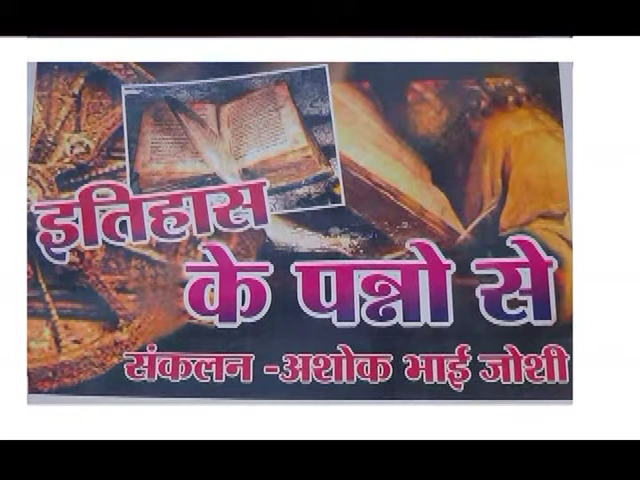 इतिहास
के पन्नो से
संकलन -अशोक भाई जोशी